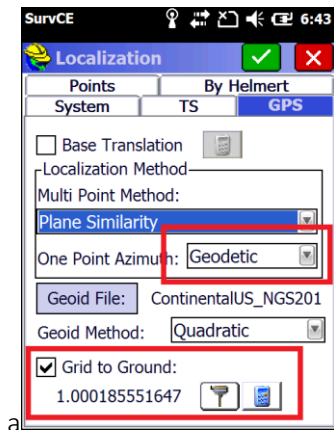 SurvCE 6:43
Localization
Points By Helmert
System TS GPS
Base Translation
Localization Method
Multi Point Method:
Plane Similarity
One Point Azimuth: Geodetic
Geoid File: ContinentalUS_NGS201
Geoid Method: Quadratic
Grid to Ground:
1.000185551647
a